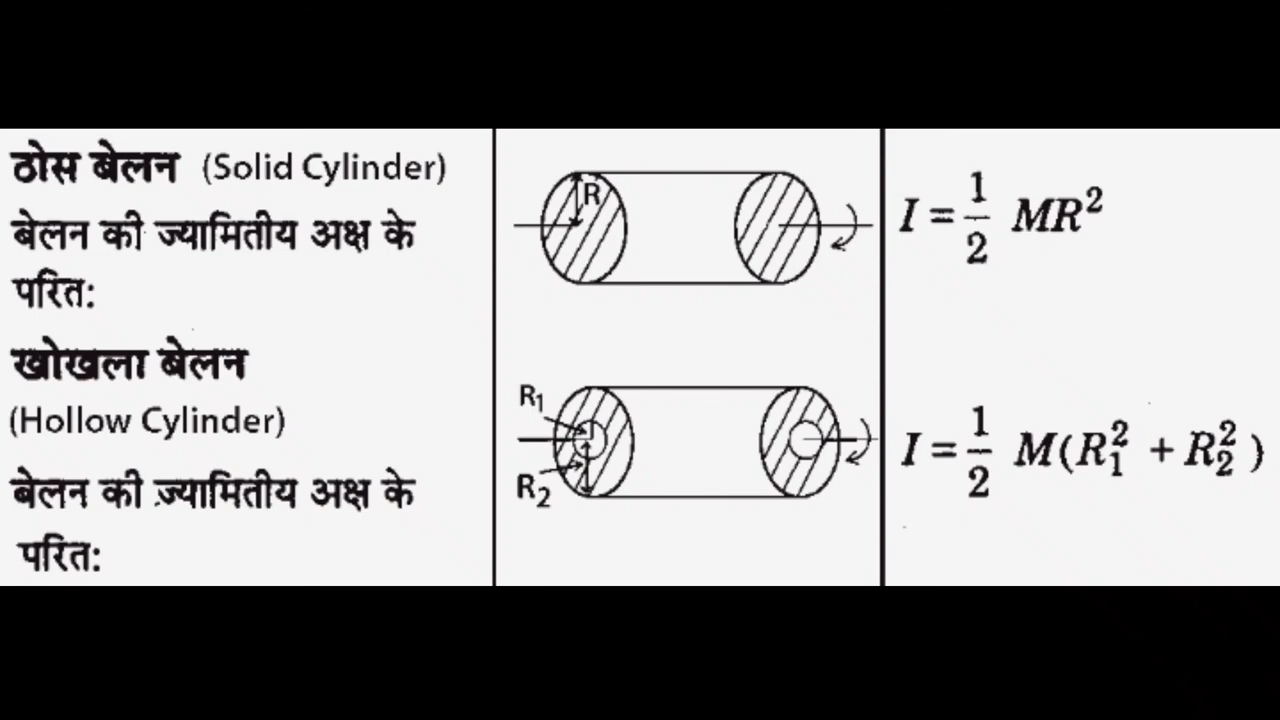 ठोस बेलन (Solid Cylinder)
बेलन की ज्यामितीय अक्ष के
परित:
R
I = 1/2 MR²
खोखला बेलन
(Hollow Cylinder)
बेलन की ज्यामितीय अक्ष के
परित:
R₁
R₂
I = 1/2 M(R₁² + R₂²)